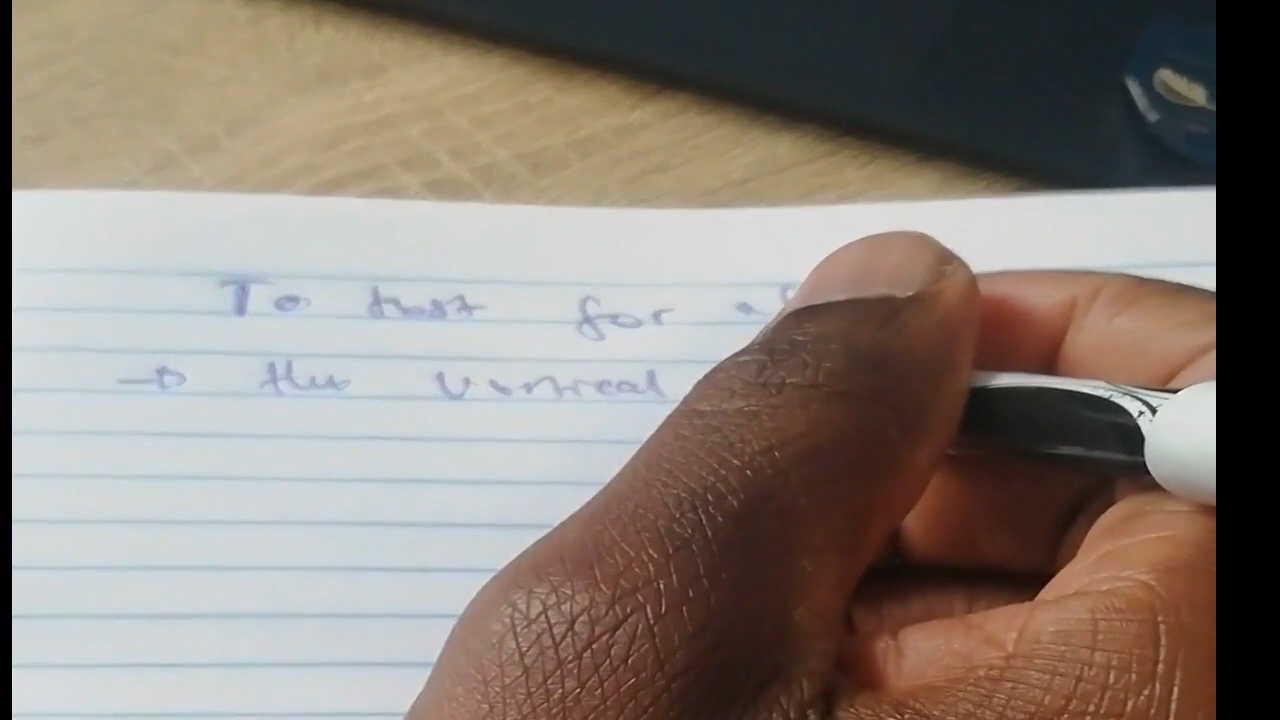 To test for
→ the vertical